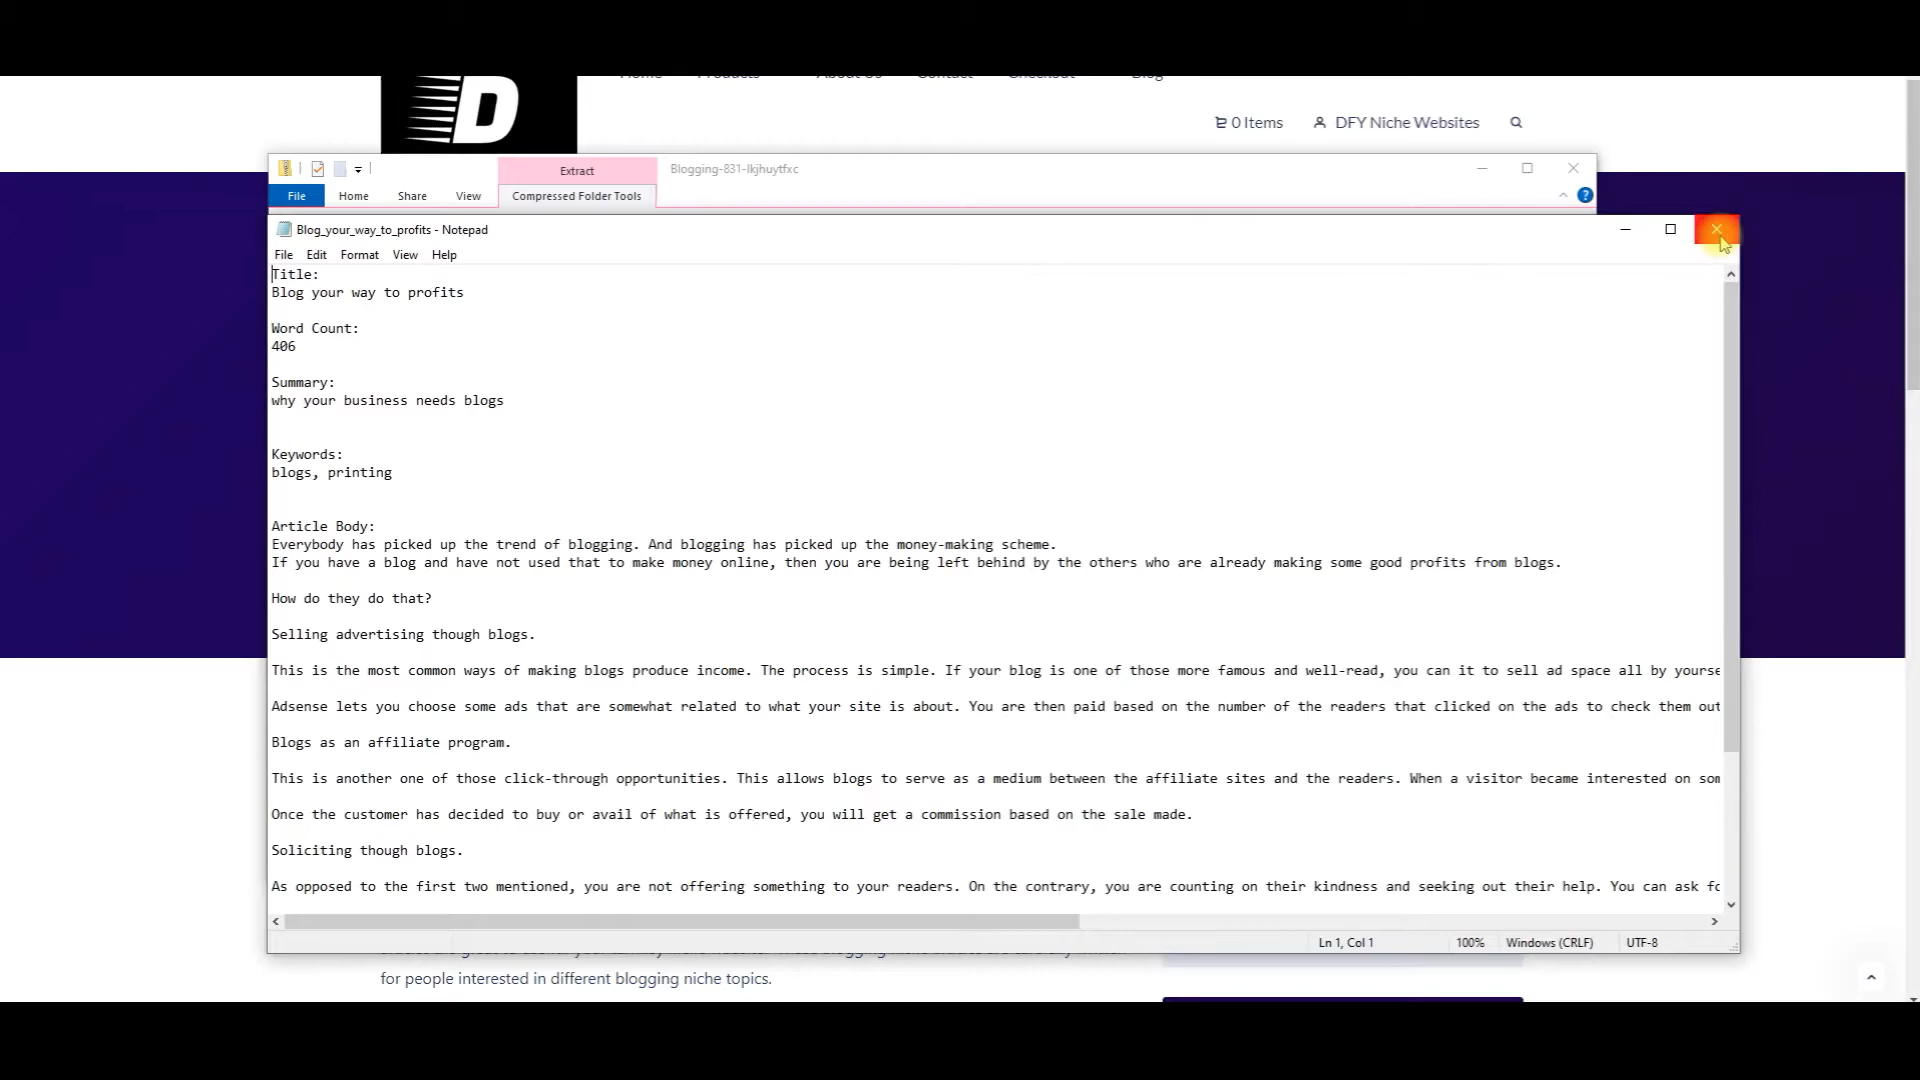 Home Products About Us Contact Checkout Blog
D
0 Items DFY Niche Websites
Extract Blogging-831-lkjhuytfxc
File Home Share View Compressed Folder Tools
Blog_your_way_to_profits - Notepad
File Edit Format View Help
Title:
Blog your way to profits
Word Count:
406
Summary:
why your business needs blogs
Keywords:
blogs, printing
Article Body:
Everybody has picked up the trend of blogging. And blogging has picked up the money-making scheme.
If you have a blog and have not used that to make money online, then you are being left behind by the others who are already making some good profits from blogs.
How do they do that?
Selling advertising though blogs.
This is the most common ways of making blogs produce income. The process is simple. If your blog is one of those more famous and well-read, you can it to sell ad space all by yourse
Adsense lets you choose some ads that are somewhat related to what your site is about. You are then paid based on the number of the readers that clicked on the ads to check them out
Blogs as an affiliate program.
This is another one of those click-through opportunities. This allows blogs to serve as a medium between the affiliate sites and the readers. When a visitor became interested on som
Once the customer has decided to buy or avail of what is offered, you will get a commission based on the sale made.
Soliciting though blogs.
As opposed to the first two mentioned, you are not offering something to your readers. On the contrary, you are counting on their kindness and seeking out their help. You can ask fo
Ln 1, Col 1 100% Windows (CRLF) UTF-8
for people interested in different blogging niche topics.